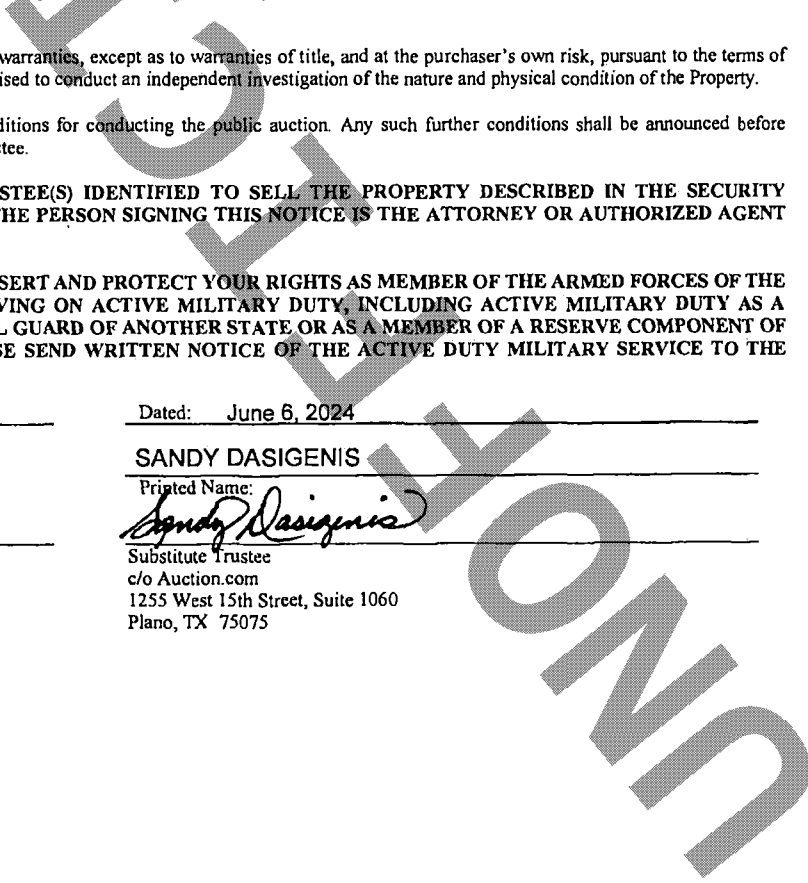 warranties, except as to warranties of title, and at the purchaser's own risk, pursuant to the terms of
ised to conduct an independent investigation of the nature and physical condition of the Property.
ditions for conducting the public auction. Any such further conditions shall be announced before
tee.
STEE(S) IDENTIFIED TO SELL THE PROPERTY DESCRIBED IN THE SECURITY
THE PERSON SIGNING THIS NOTICE IS THE ATTORNEY OR AUTHORIZED AGENT
SERT AND PROTECT YOUR RIGHTS AS MEMBER OF THE ARMED FORCES OF THE
VING ON ACTIVE MILITARY DUTY, INCLUDING ACTIVE MILITARY DUTY AS A
L GUARD OF ANOTHER STATE OR AS A MEMBER OF A RESERVE COMPONENT OF
SE SEND WRITTEN NOTICE OF THE ACTIVE DUTY MILITARY SERVICE TO THE
Dated: June 6, 2024
SANDY DASIGENIS
Printed Name:
Sandy Dasigenis
Substitute Trustee
c/o Auction.com
1255 West 15th Street, Suite 1060
Plano, TX 75075
UNOF